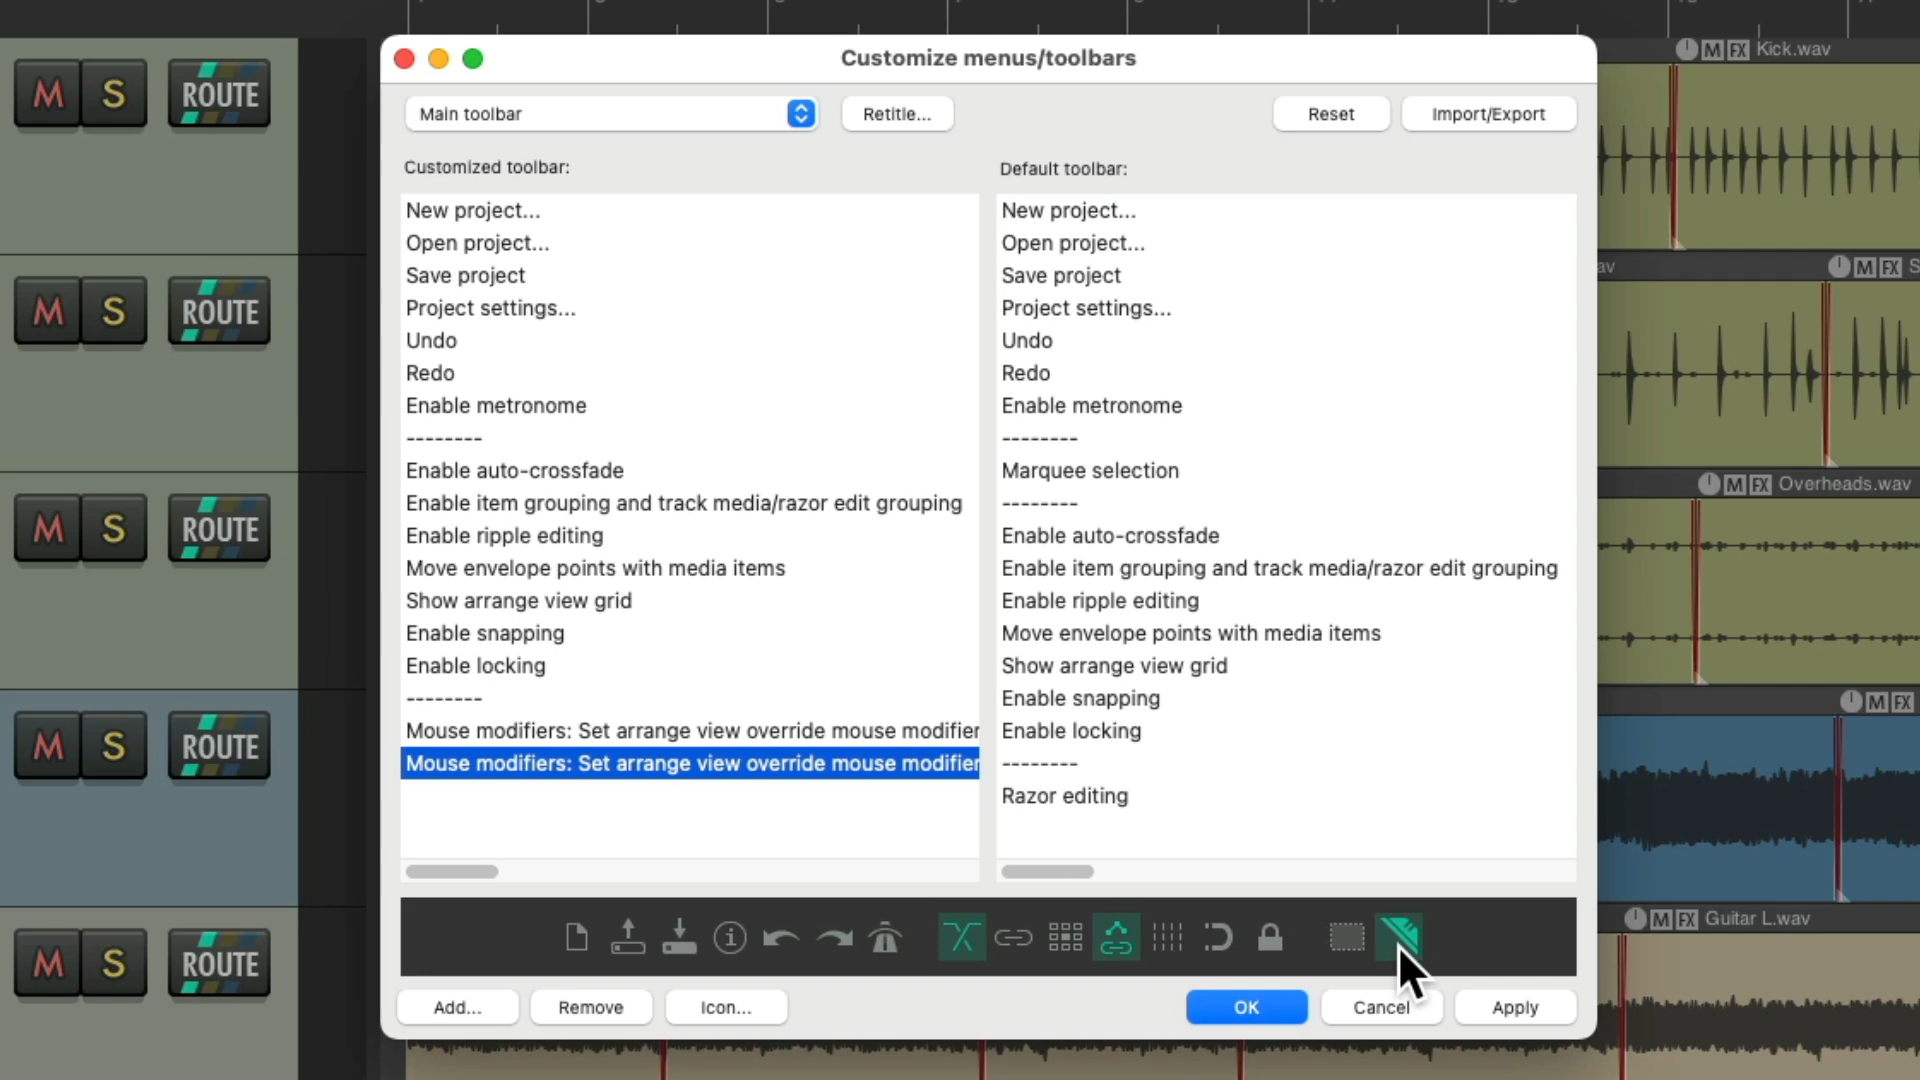 Customize menus/toolbars
Main toolbar
Retitle...
Reset
Import/Export
Customized toolbar:
New project...
Open project...
Save project
Project settings...
Undo
Redo
Enable metronome
--------
Enable auto-crossfade
Enable item grouping and track media/razor edit grouping
Enable ripple editing
Move envelope points with media items
Show arrange view grid
Enable snapping
Enable locking
--------
Mouse modifiers: Set arrange view override mouse modifier
Mouse modifiers: Set arrange view override mouse modifier
Default toolbar:
New project...
Open project...
Save project
Project settings...
Undo
Redo
Enable metronome
--------
Marquee selection
--------
Enable auto-crossfade
Enable item grouping and track media/razor edit grouping
Enable ripple editing
Move envelope points with media items
Show arrange view grid
Enable snapping
Enable locking
--------
Razor editing
Add...
Remove
Icon...
OK
Cancel
Apply
M S ROUTE
M S ROUTE
M S ROUTE
M S ROUTE
M S ROUTE
M FX Kick.wav
av M FX S
M FX Overheads.wav
M FX
M FX Guitar L.wav